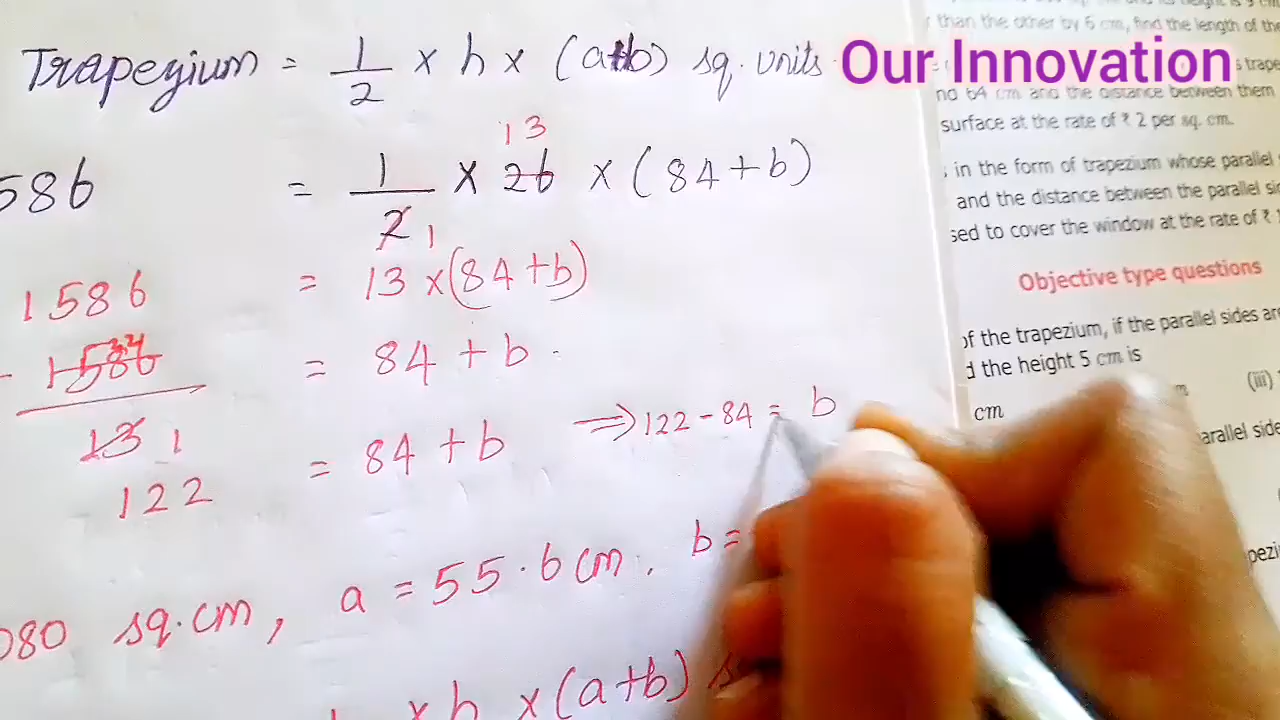 Trapezium = 1/2 × h × (a+b) sq. units
Our Innovation
586 = 1/2 × 26 × (84+b)
13
1
1586 = 13 × (84+b)
= 84 + b
13 1
122 = 84 + b
⇒ 122 - 84 = b
080 sq.cm, a = 55.6 cm. b =
h × (a+b) s
than the other by 6 cm, find the length of the
s trape
nd 64 cm and the distance between them
surface at the rate of ₹ 2 per sq. cm.
in the form of trapezium whose parallel
and the distance between the parallel si
sed to cover the window at the rate of ₹
Objective type questions
of the trapezium, if the parallel sides are
d the height 5 cm is
cm
(iii)
arallel side
pezi